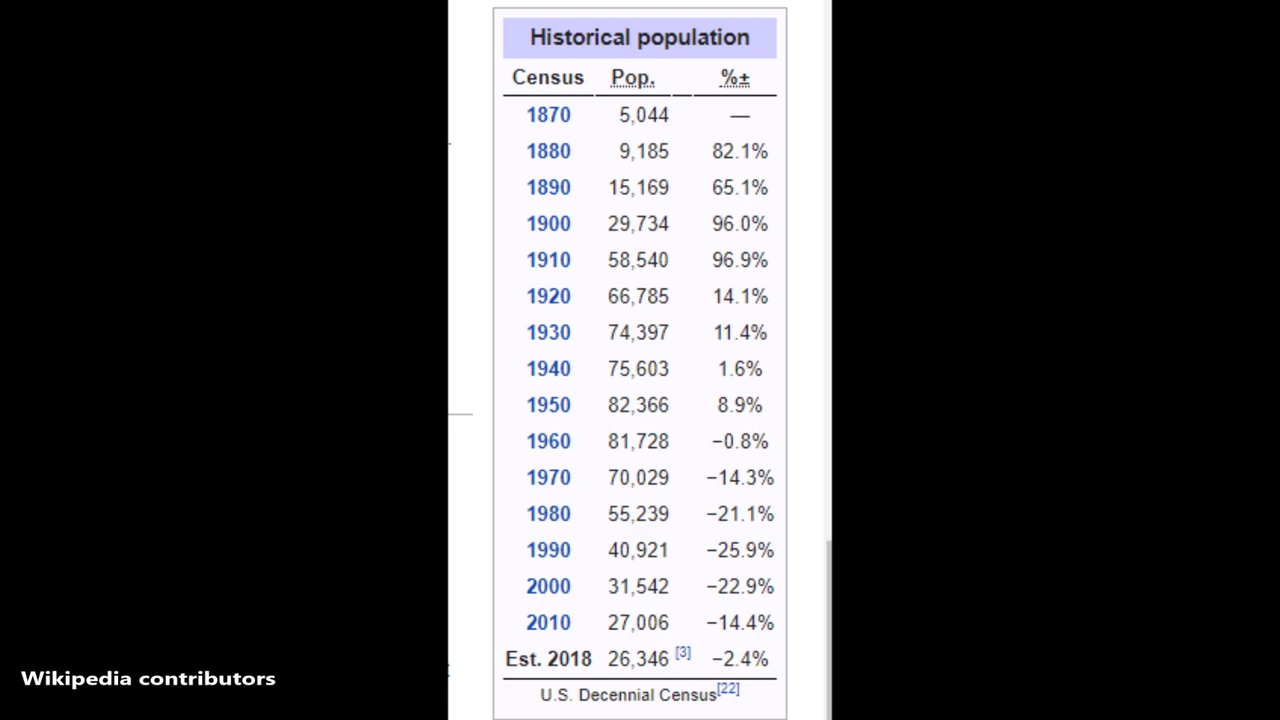 Historical population
Census Pop. %±
1870 5,044 —
1880 9,185 82.1%
1890 15,169 65.1%
1900 29,734 96.0%
1910 58,540 96.9%
1920 66,785 14.1%
1930 74,397 11.4%
1940 75,603 1.6%
1950 82,366 8.9%
1960 81,728 −0.8%
1970 70,029 −14.3%
1980 55,239 −21.1%
1990 40,921 −25.9%
2000 31,542 −22.9%
2010 27,006 −14.4%
Est. 2018 26,346 [3] −2.4%
U.S. Decennial Census[22]
Wikipedia contributors